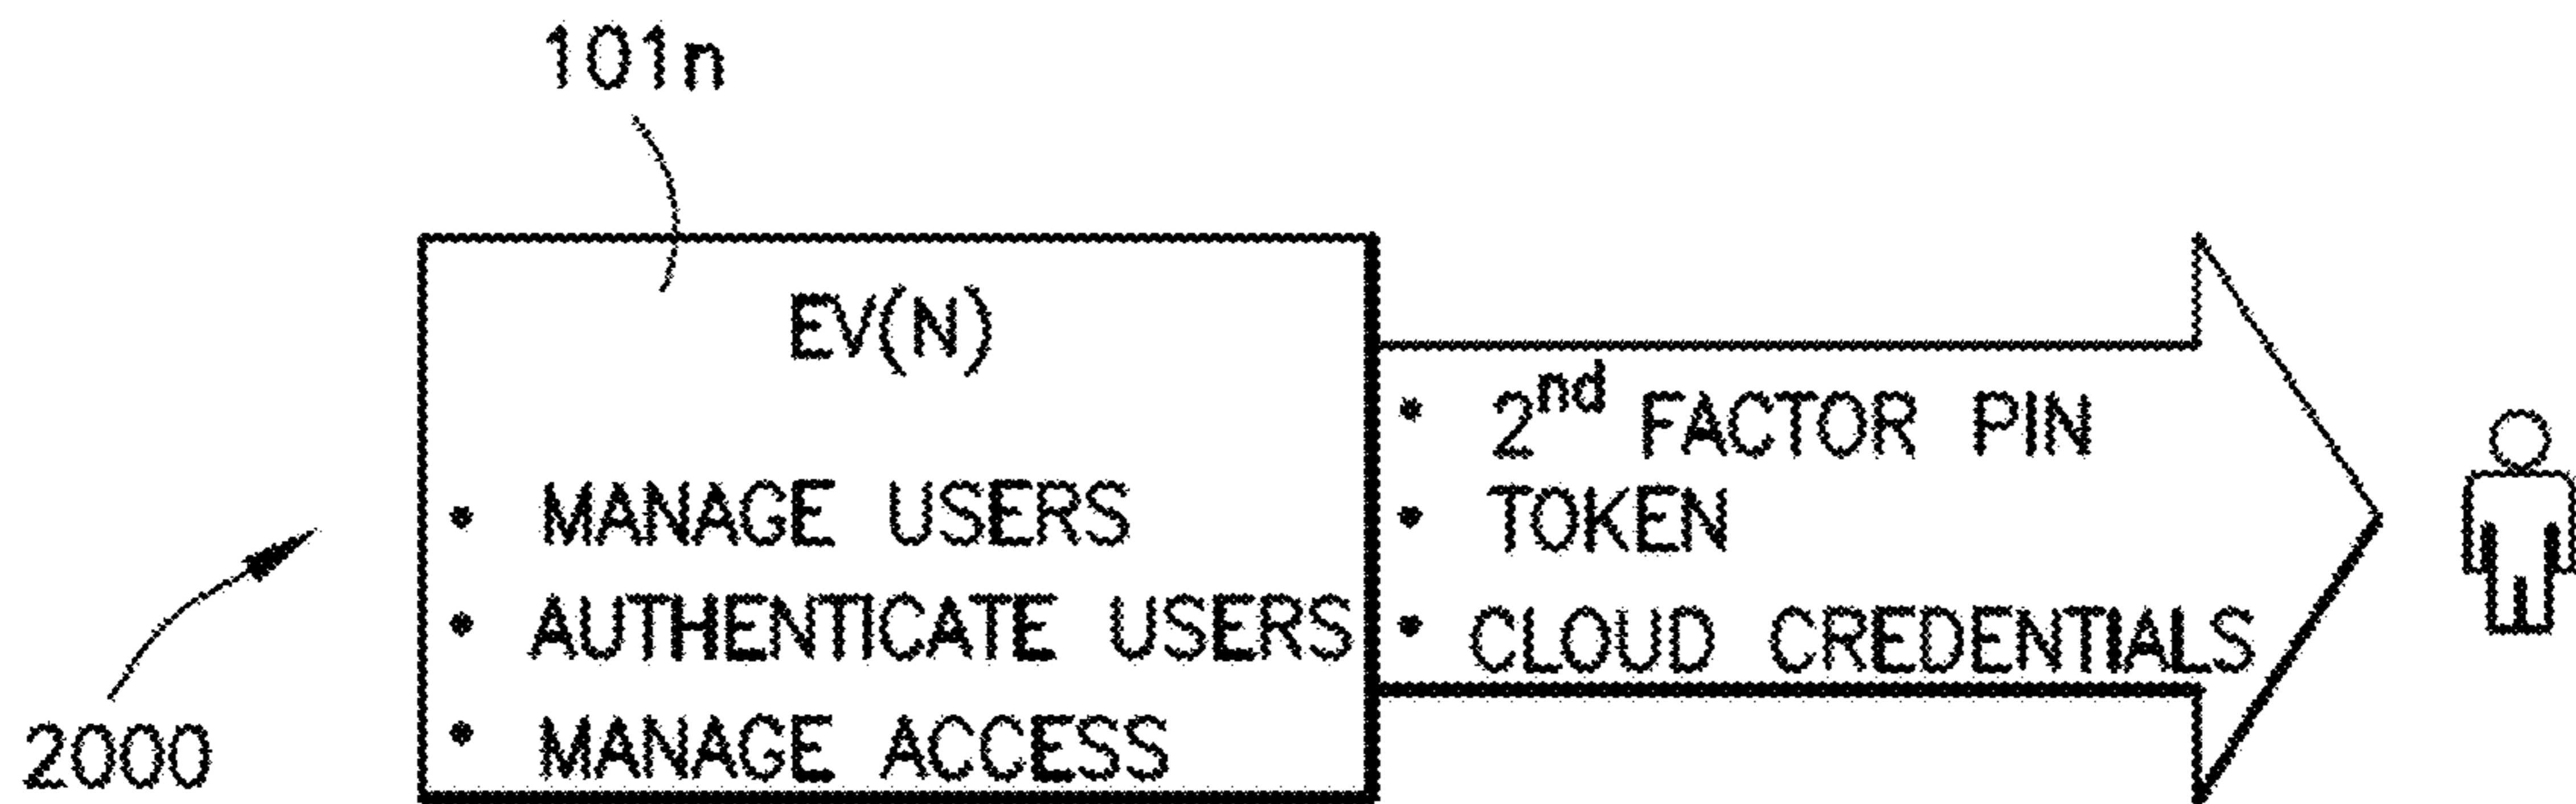 101n
EV(N)
• MANAGE USERS
• AUTHENTICATE USERS
• MANAGE ACCESS
• 2nd FACTOR PIN
• TOKEN
• CLOUD CREDENTIALS
2000